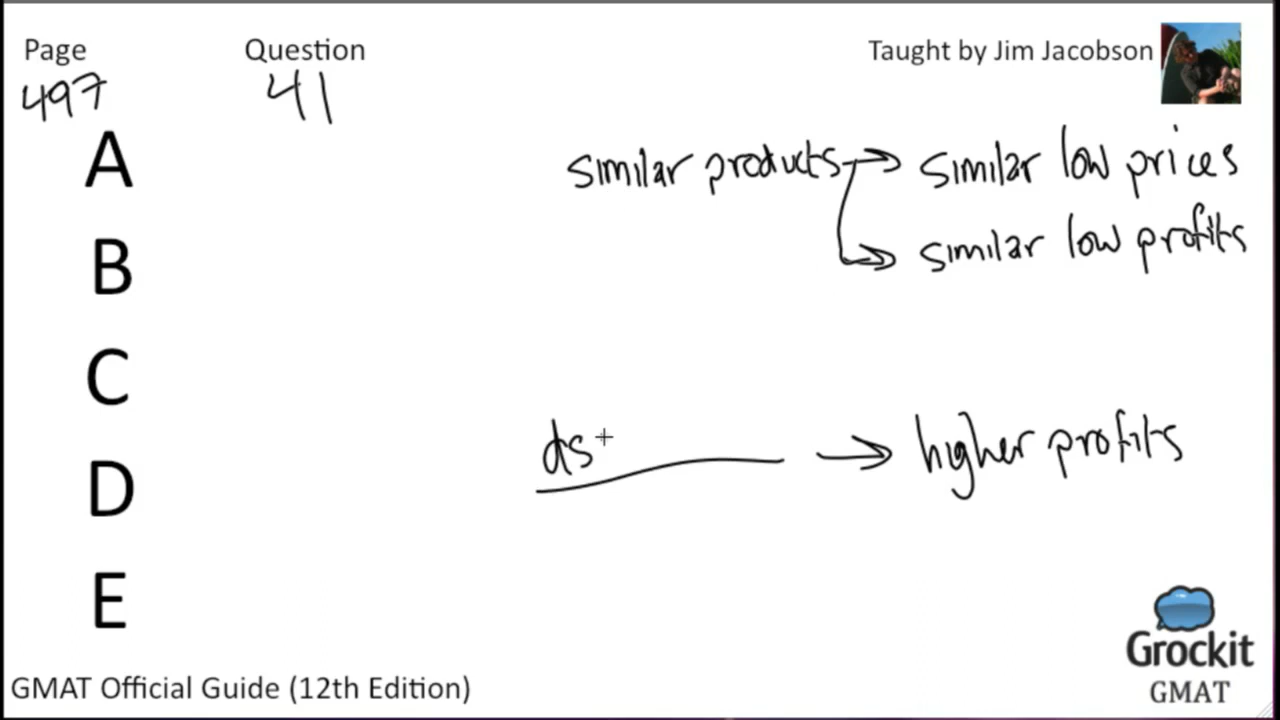 Page Question Taught by Jim Jacobson
497 41
A similar products → similar low prices
B → similar low profits
C
D ds → higher profits
E
Grockit
GMAT
GMAT Official Guide (12th Edition)